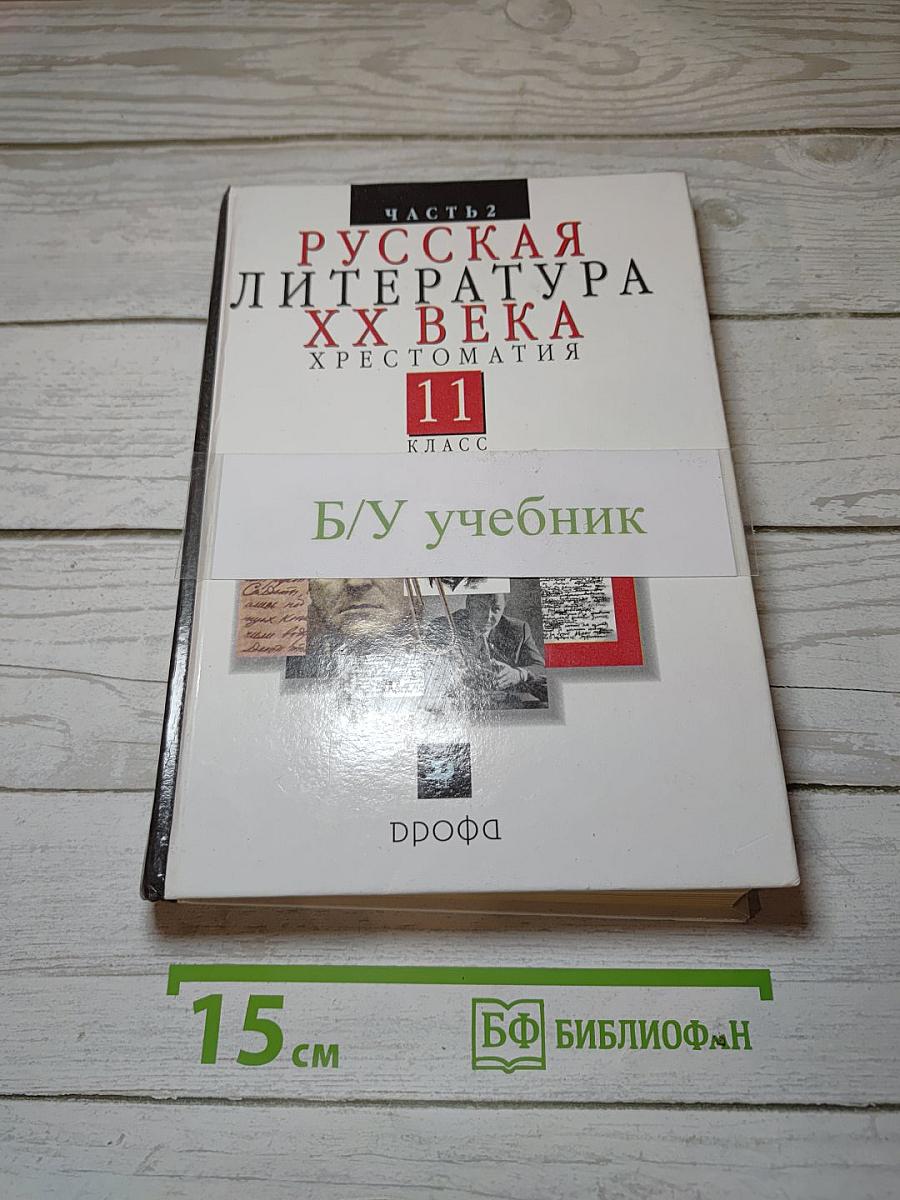 ЧАСТЬ 2
РУССКАЯ
ЛИТЕРАТУРА
XX ВЕКА
ХРЕСТОМАТИЯ
11
КЛАСС
Б/У учебник
дрофа
15 см
БФ БИБЛИОФАН